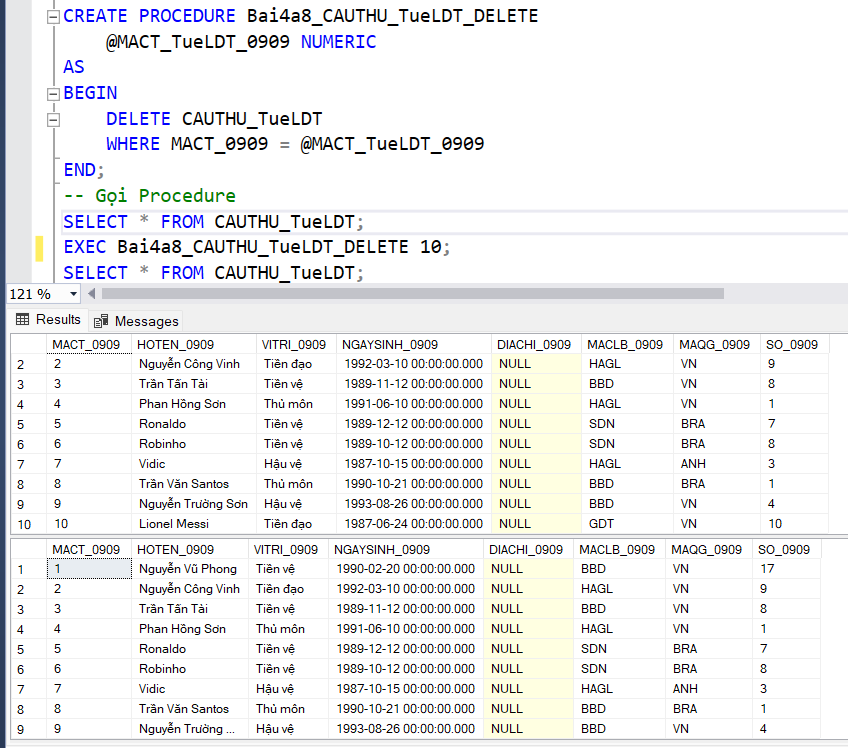 CREATE PROCEDURE Bai4a8_CAUTHU_TueLDT_DELETE
@MACT_TueLDT_0909 NUMERIC
AS
BEGIN
DELETE CAUTHU_TueLDT
WHERE MACT_0909 = @MACT_TueLDT_0909
END;
-- Gọi Procedure
SELECT * FROM CAUTHU_TueLDT;
EXEC Bai4a8_CAUTHU_TueLDT_DELETE 10;
SELECT * FROM CAUTHU_TueLDT;
121 %
Results Messages
MACT_0909 HOTEN_0909 VITRI_0909 NGAYSINH_0909 DIACHI_0909 MACLB_0909 MAQG_0909 SO_0909
2 2 Nguyễn Công Vinh Tiền đạo 1992-03-10 00:00:00.000 NULL HAGL VN 9
3 3 Trần Tấn Tài Tiền vệ 1989-11-12 00:00:00.000 NULL BBD VN 8
4 4 Phan Hồng Sơn Thủ môn 1991-06-10 00:00:00.000 NULL HAGL VN 1
5 5 Ronaldo Tiền vệ 1989-12-12 00:00:00.000 NULL SDN BRA 7
6 6 Robinho Tiền vệ 1989-10-12 00:00:00.000 NULL SDN BRA 8
7 7 Vidic Hậu vệ 1987-10-15 00:00:00.000 NULL HAGL ANH 3
8 8 Trần Văn Santos Thủ môn 1990-10-21 00:00:00.000 NULL BBD BRA 1
9 9 Nguyễn Trường Sơn Hậu vệ 1993-08-26 00:00:00.000 NULL BBD VN 4
10 10 Lionel Messi Tiền đạo 1987-06-24 00:00:00.000 NULL GDT VN 10
MACT_0909 HOTEN_0909 VITRI_0909 NGAYSINH_0909 DIACHI_0909 MACLB_0909 MAQG_0909 SO_0909
1 1 Nguyễn Vũ Phong Tiền vệ 1990-02-20 00:00:00.000 NULL BBD VN 17
2 2 Nguyễn Công Vinh Tiền đạo 1992-03-10 00:00:00.000 NULL HAGL VN 9
3 3 Trần Tấn Tài Tiền vệ 1989-11-12 00:00:00.000 NULL BBD VN 8
4 4 Phan Hồng Sơn Thủ môn 1991-06-10 00:00:00.000 NULL HAGL VN 1
5 5 Ronaldo Tiền vệ 1989-12-12 00:00:00.000 NULL SDN BRA 7
6 6 Robinho Tiền vệ 1989-10-12 00:00:00.000 NULL SDN BRA 8
7 7 Vidic Hậu vệ 1987-10-15 00:00:00.000 NULL HAGL ANH 3
8 8 Trần Văn Santos Thủ môn 1990-10-21 00:00:00.000 NULL BBD BRA 1
9 9 Nguyễn Trường ... Hậu vệ 1993-08-26 00:00:00.000 NULL BBD VN 4